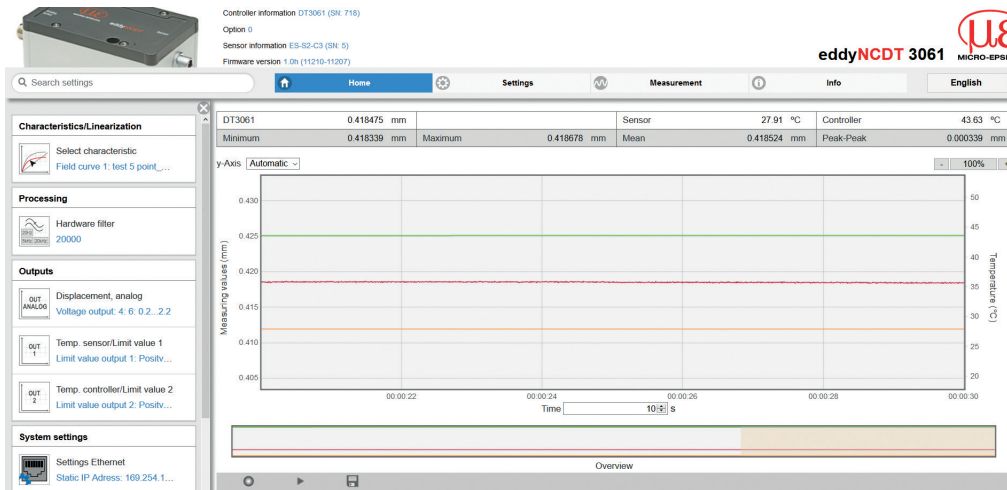 Controller information DT3061 (SN: 718)
Option 0
Sensor information ES-S2-C3 (SN: 5)
Firmware version 1.0h (11210-11207)
eddyNCDT 3061
με
MICRO-EPSI
Search settings
Home
Settings
Measurement
Info
English
Characteristics/Linearization
Select characteristic
Field curve 1: test 5 point_...
Processing
Hardware filter
20000
Outputs
OUT
ANALOG
Displacement, analog
Voltage output: 4: 6: 0.2...2.2
OUT
1
Temp. sensor/Limit value 1
Limit value output 1: Positv...
OUT
2
Temp. controller/Limit value 2
Limit value output 2: Positv...
System settings
Settings Ethernet
Static IP Adress: 169.254.1...
DT3061 0.418475 mm Sensor 27.91 °C Controller 43.63 °C
Minimum 0.418339 mm Maximum 0.418678 mm Mean 0.418524 mm Peak-Peak 0.000339 mm
y-Axis Automatic
- 100%
Measuring values (mm)
0.430
0.425
0.420
0.415
0.410
0.405
50
45
40
35
30
25
20
Temperature (°C)
00:00:22 00:00:24 00:00:26 00:00:28 00:00:30
Time 10 s
Overview